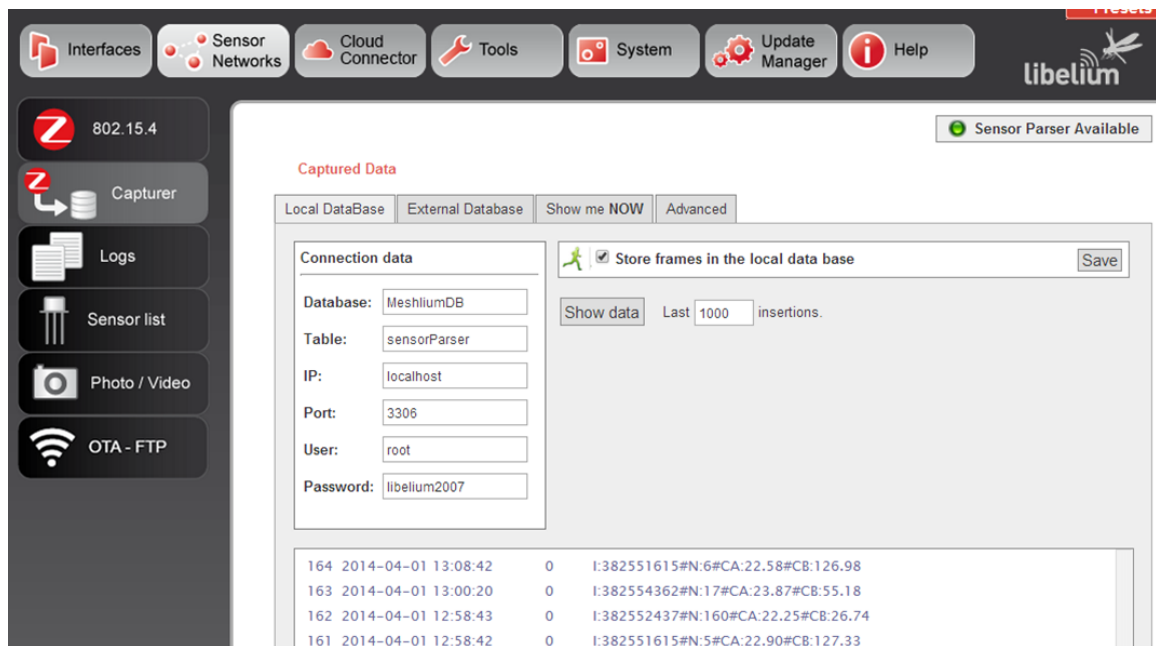 Presets
Interfaces
Sensor
Networks
Cloud
Connector
Tools
System
Update
Manager
Help
libelium
802.15.4
Capturer
Logs
Sensor list
Photo / Video
OTA - FTP
Sensor Parser Available
Captured Data
Local DataBase External Database Show me NOW Advanced
Connection data
Database: MeshliumDB
Table: sensorParser
IP: localhost
Port: 3306
User: root
Password: libelium2007
Store frames in the local data base Save
Show data Last 1000 insertions.
164 2014-04-01 13:08:42 0 I:382551615#N:6#CA:22.58#CB:126.98
163 2014-04-01 13:00:20 0 I:382554362#N:17#CA:23.87#CB:55.18
162 2014-04-01 12:58:43 0 I:382552437#N:160#CA:22.25#CB:26.74
161 2014-04-01 12:58:42 0 I:382551615#N:5#CA:22.90#CB:127.33